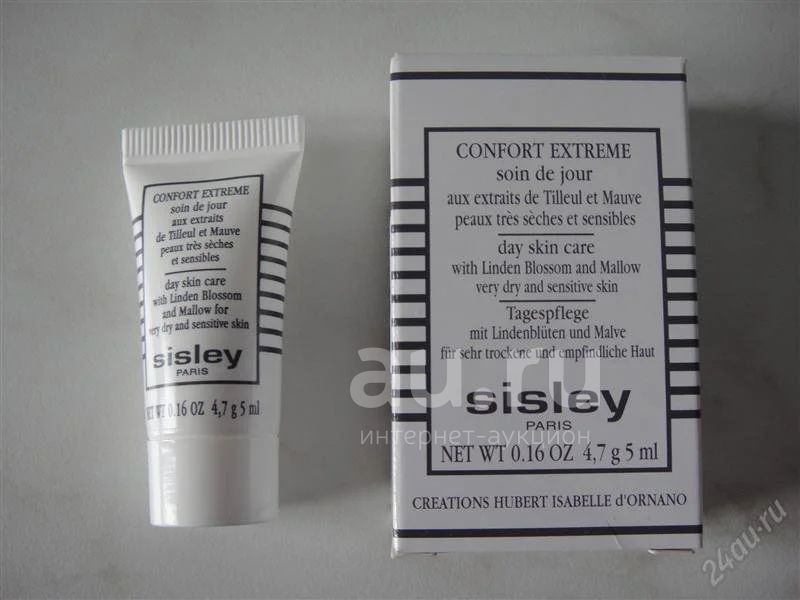 CONFORT EXTREME
soin de jour
aux extraits
de Tilleul et Mauve
peaux très sèches
et sensibles
day skin care
with Linden Blossom
and Mallow for
very dry and sensitive skin
sisley
PARIS
NET WT 0.16 OZ 4,7 g 5 ml
CONFORT EXTREME
soin de jour
aux extraits de Tilleul et Mauve
peaux très sèches et sensibles
day skin care
with Linden Blossom and Mallow
very dry and sensitive skin
Tagespflege
mit Lindenblüten und Malve
für sehr trockene und empfindliche Haut
sisley
PARIS
NET WT 0.16 OZ 4,7 g 5 ml
CREATIONS HUBERT ISABELLE d'ORNANO
au.ru
интернет-аукцион
24au.ru